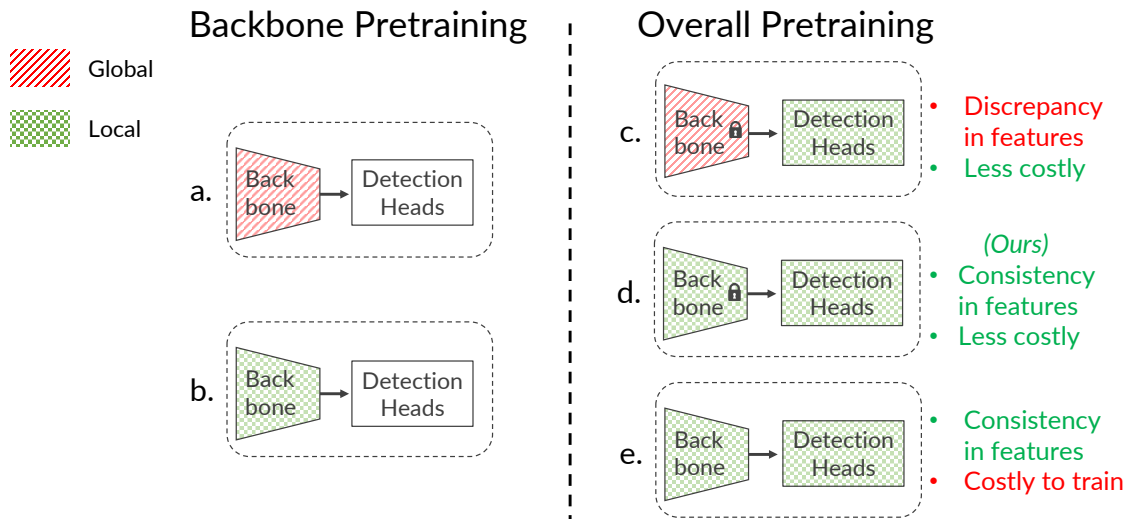 Backbone Pretraining
Overall Pretraining
Global
Local
a.
Back
bone
Detection
Heads
b.
Back
bone
Detection
Heads
c.
Back
bone
Detection
Heads
• Discrepancy
in features
• Less costly
d.
Back
bone
Detection
Heads
(Ours)
• Consistency
in features
• Less costly
e.
Back
bone
Detection
Heads
• Consistency
in features
• Costly to train